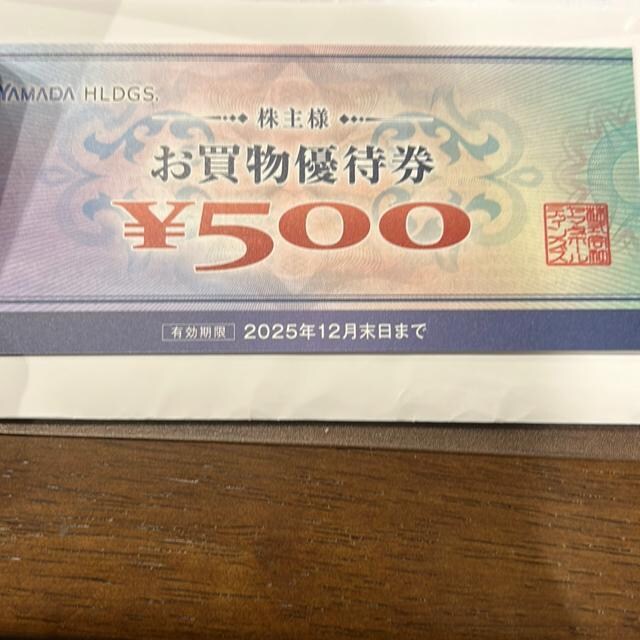 YAMADA HLDGS.
株主様
お買物優待券
¥500
有効期限 2025年12月末日まで